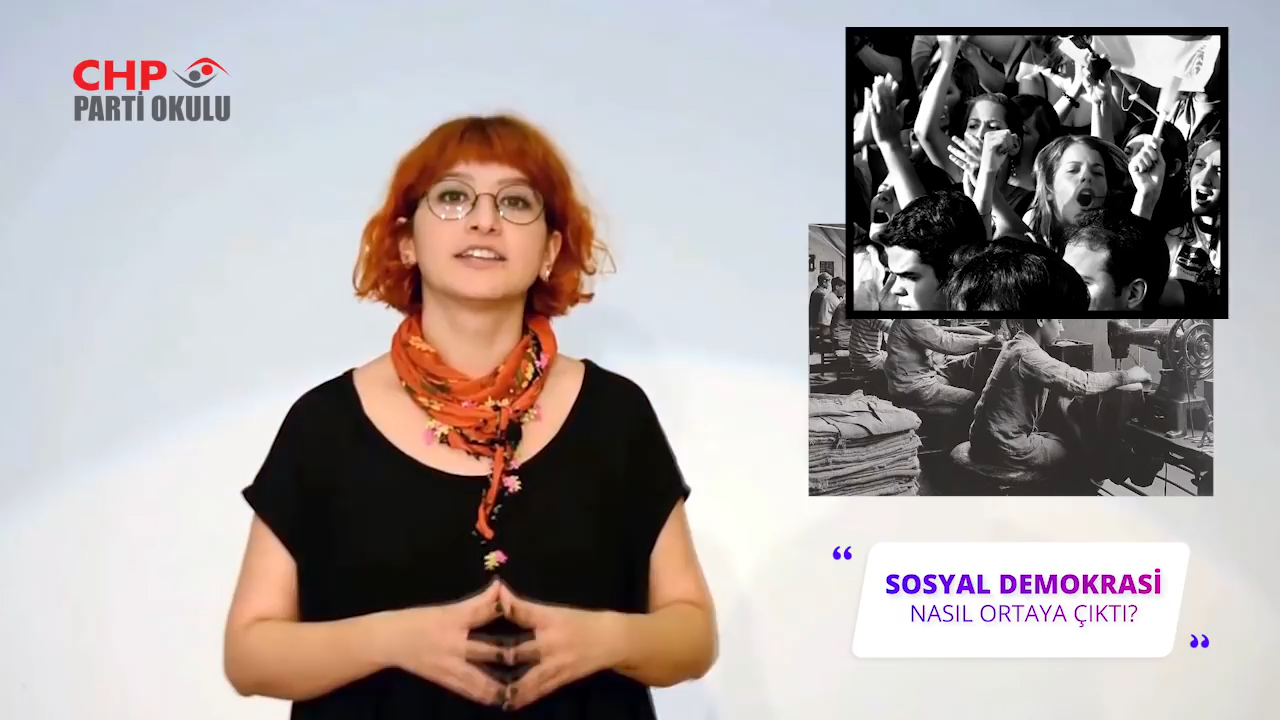 CHP
PARTİ OKULU
“ SOSYAL DEMOKRASİ
NASIL ORTAYA ÇIKTI? ”